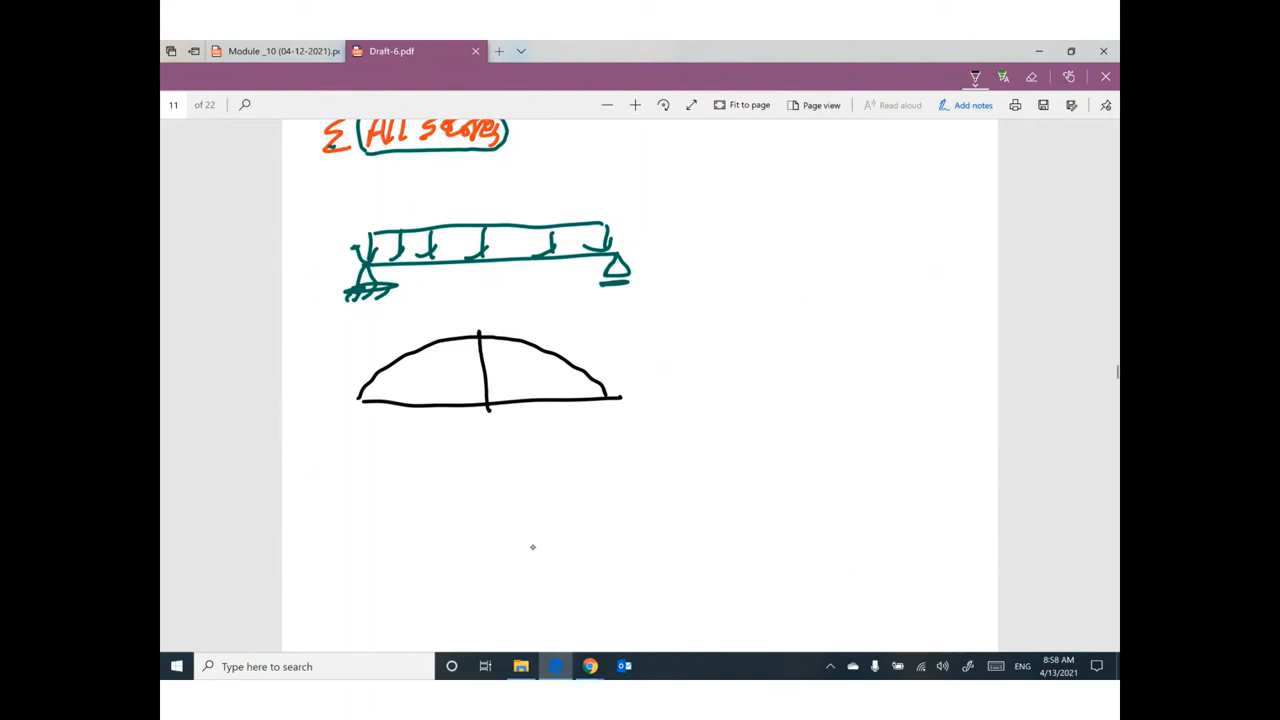 Module _10 (04-12-2021).p
Draft-6.pdf
11 of 22
Fit to page
Page view
Read aloud
Add notes
Σ All Storeys
Type here to search
ENG
8:58 AM
4/13/2021